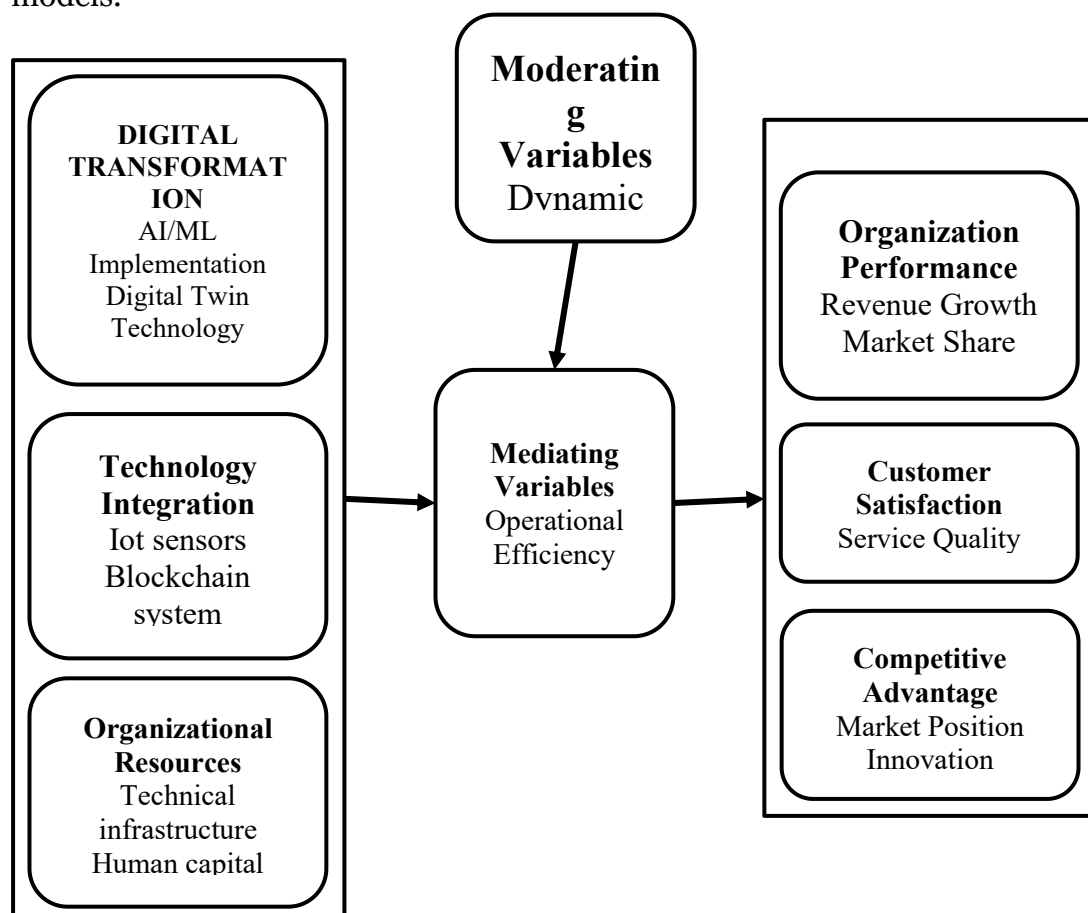 models.
DIGITAL
TRANSFORMAT
ION
AI/ML
Implementation
Digital Twin
Technology
Technology
Integration
Iot sensors
Blockchain
system
Organizational
Resources
Technical
infrastructure
Human capital
Moderatin
g
Variables
Dynamic
Mediating
Variables
Operational
Efficiency
Organization
Performance
Revenue Growth
Market Share
Customer
Satisfaction
Service Quality
Competitive
Advantage
Market Position
Innovation